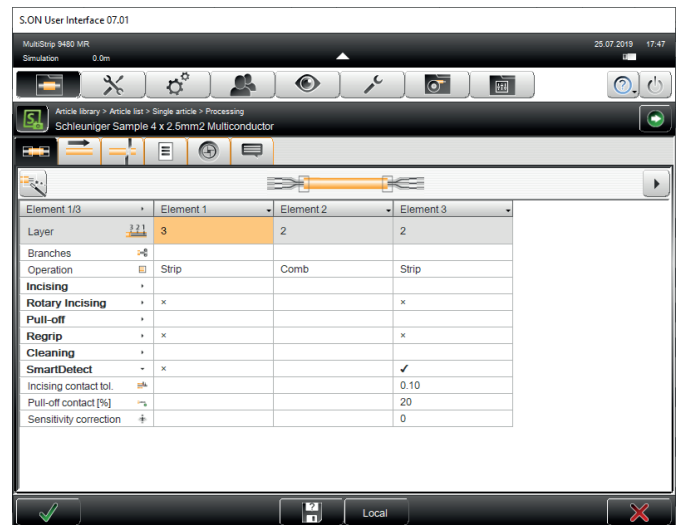 S.ON User Interface 07.01
MultiStrip 9480 MR
25.07.2019 17:47
Simulation 0.0m
Article library > Article list > Single article > Processing
Schleuniger Sample 4 x 2.5mm2 Multiconductor
Element 1/3 Element 1 Element 2 Element 3
Layer 3 2 1 3 2 2
Branches
Operation Strip Comb Strip
Incising
Rotary Incising × ×
Pull-off
Regrip × ×
Cleaning
SmartDetect × ✓
Incising contact tol. 0.10
Pull-off contact [%] 20
Sensitivity correction 0
Local